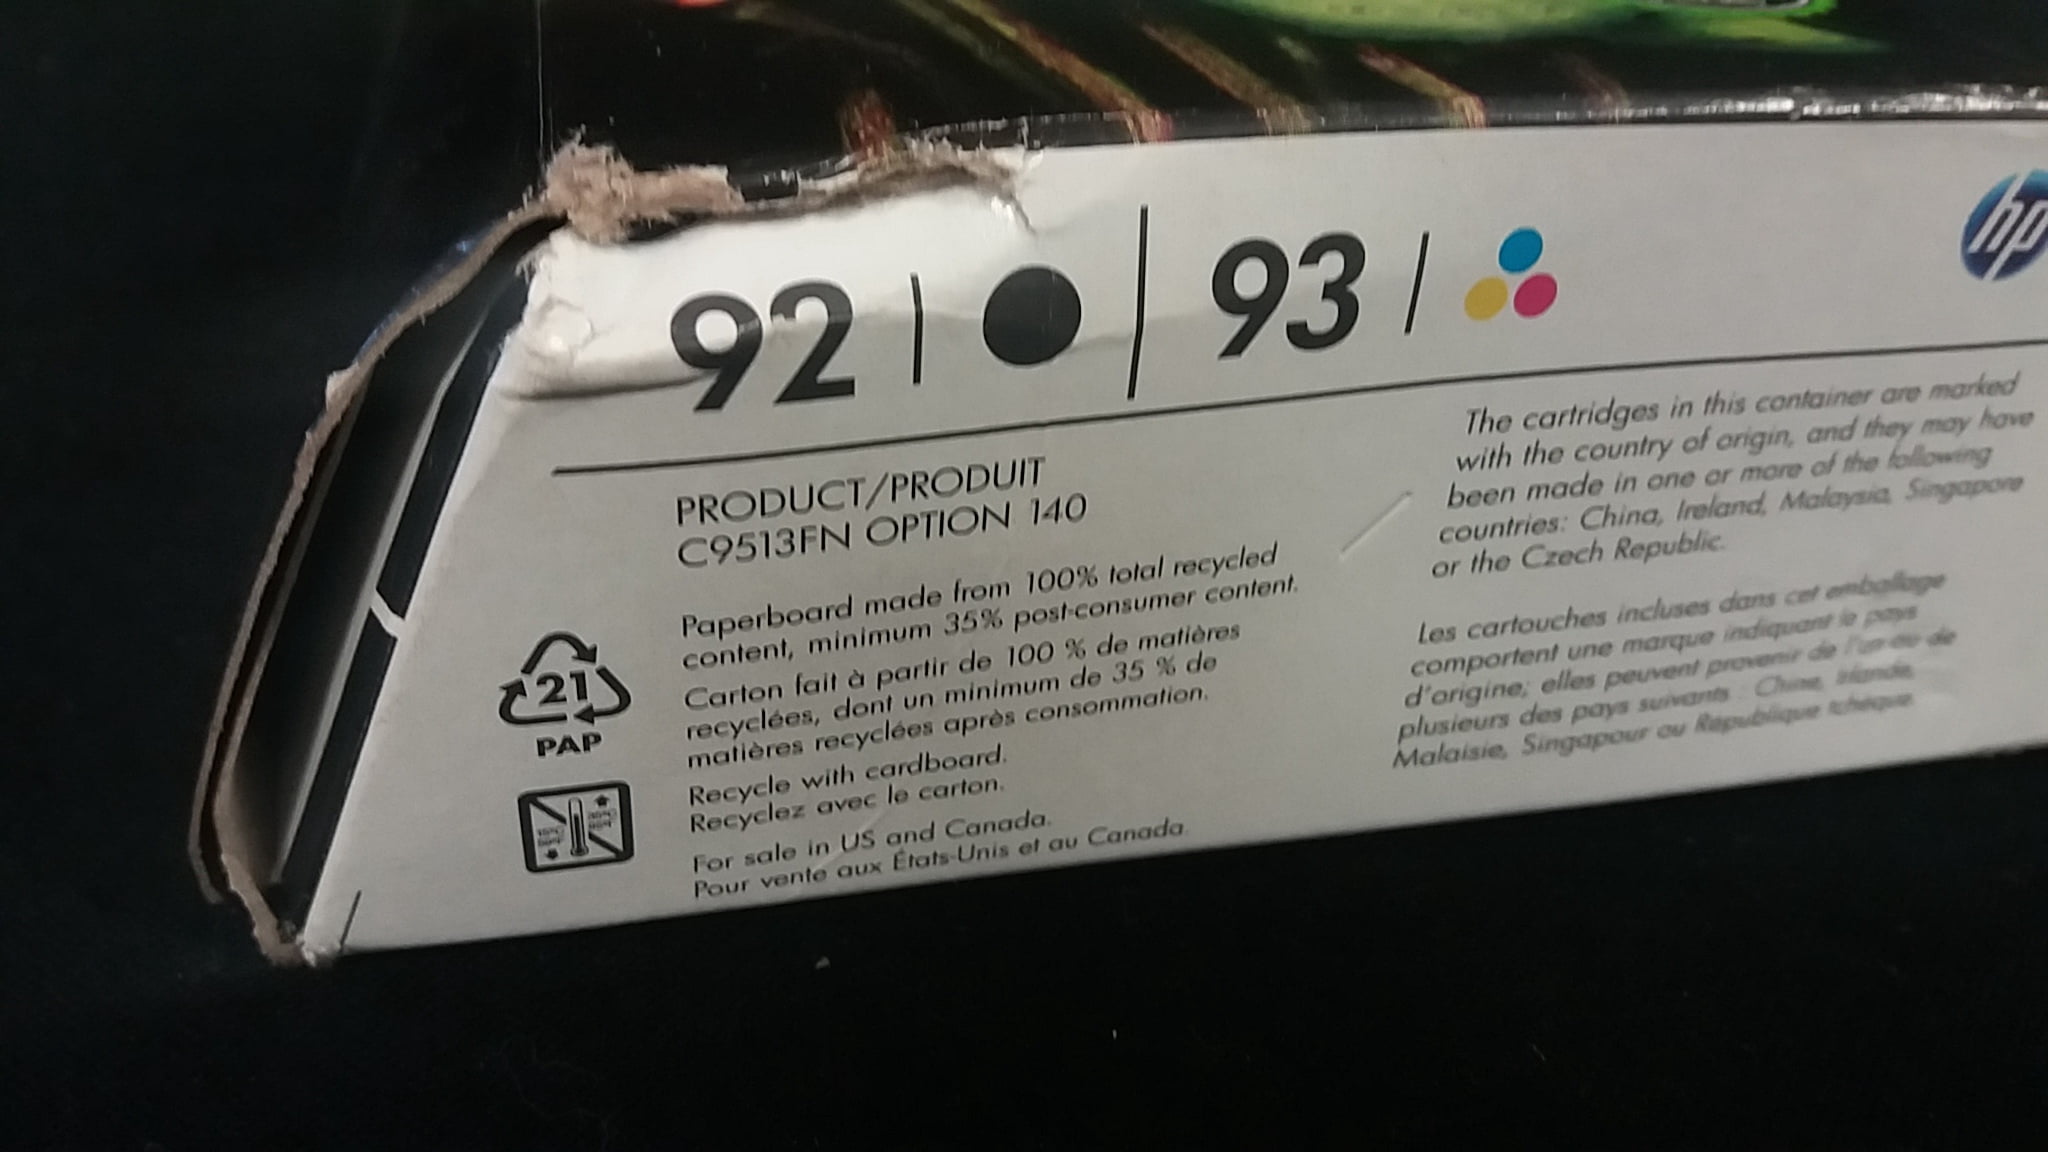 92 | 93 |
hp
PRODUCT/PRODUIT
C9513FN OPTION 140
Paperboard made from 100% total recycled
content, minimum 35% post-consumer content.
Carton fait à partir de 100 % de matières
recyclées, dont un minimum de 35 % de
matières recyclées après consommation.
Recycle with cardboard.
Recyclez avec le carton.
For sale in US and Canada.
Pour vente aux États-Unis et au Canada.
21
PAP
The cartridges in this container are marked
with the country of origin, and they may have
been made in one or more of the following
countries: China, Ireland, Malaysia, Singapore
or the Czech Republic.
Les cartouches incluses dans cet emballage
comportent une marque indiquant le pays
d'origine; elles peuvent provenir de l'un ou de
plusieurs des pays suivants : Chine, Irlande,
Malaisie, Singapour ou République tchèque.